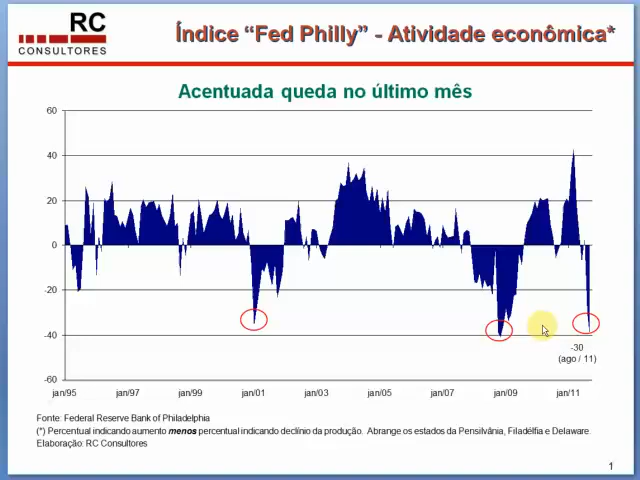 RC
CONSULTORES
Índice “Fed Philly” - Atividade econômica*
Acentuada queda no último mês
60
40
20
0
-20
-40
-60
jan/95
jan/97
jan/99
jan/01
jan/03
jan/05
jan/07
jan/09
jan/11
-30
(ago / 11)
Fonte: Federal Reserve Bank of Philadelphia
(*) Percentual indicando aumento menos percentual indicando declínio da produção. Abrange os estados da Pensilvânia, Filadélfia e Delaware.
Elaboração: RC Consultores
1